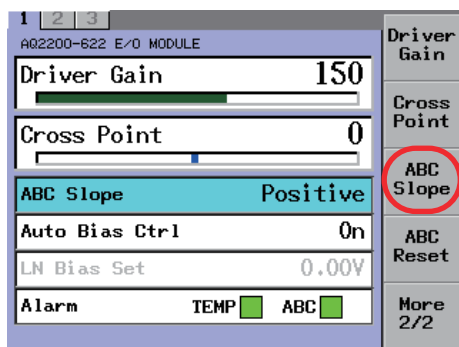 1 2 3
AQ2200-622 E/O MODULE
Driver Gain 150
Cross Point 0
ABC Slope Positive
Auto Bias Ctrl On
LN Bias Set 0.00V
Alarm TEMP ABC
Driver
Gain
Cross
Point
ABC
Slope
ABC
Reset
More
2/2